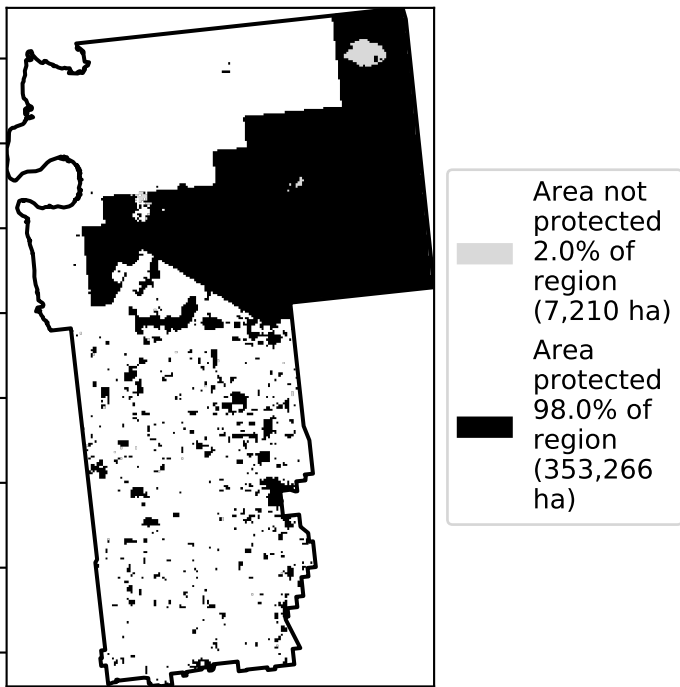 Area not
protected
2.0% of
region
(7,210 ha)
Area
protected
98.0% of
region
(353,266
ha)